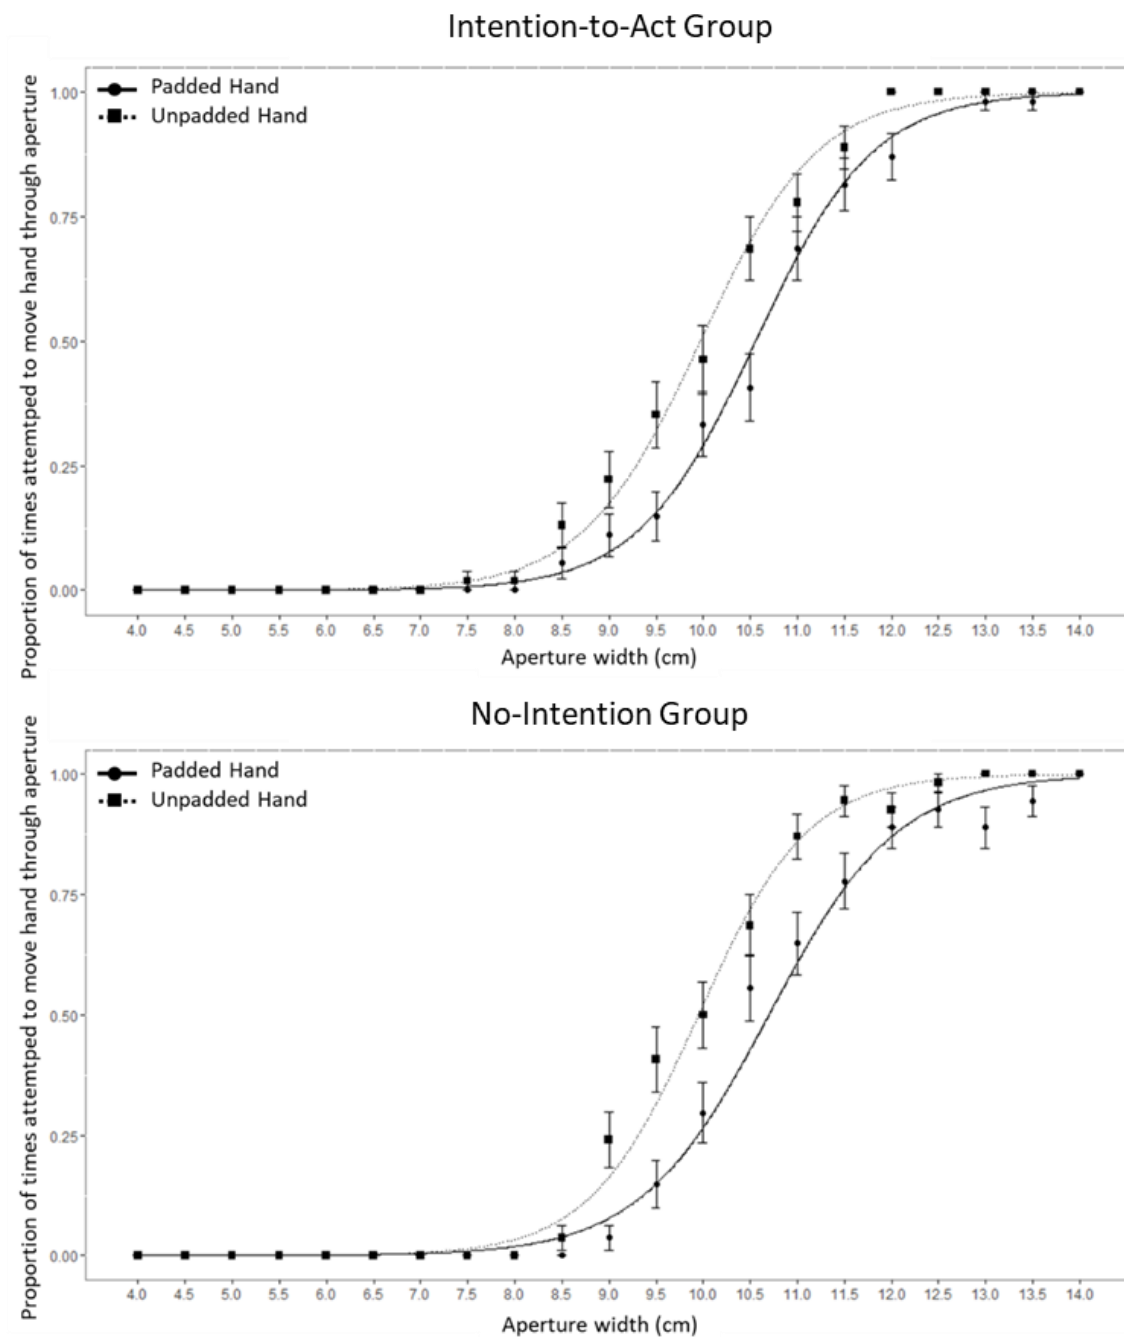 Intention-to-Act Group
Padded Hand
Unpadded Hand
Proportion of times attemtped to move hand through aperture
1.00
0.75
0.50
0.25
0.00
4.0 4.5 5.0 5.5 6.0 6.5 7.0 7.5 8.0 8.5 9.0 9.5 10.0 10.5 11.0 11.5 12.0 12.5 13.0 13.5 14.0
Aperture width (cm)
No-Intention Group
Padded Hand
Unpadded Hand
Proportion of times attemtped to move hand through aperture
1.00
0.75
0.50
0.25
0.00
4.0 4.5 5.0 5.5 6.0 6.5 7.0 7.5 8.0 8.5 9.0 9.5 10.0 10.5 11.0 11.5 12.0 12.5 13.0 13.5 14.0
Aperture width (cm)